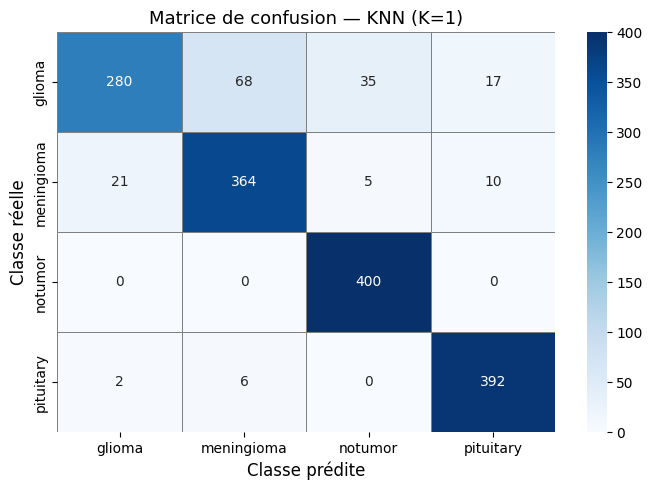 Matrice de confusion — KNN (K=1)
Classe réelle
glioma 280 68 35 17
meningioma 21 364 5 10
notumor 0 0 400 0
pituitary 2 6 0 392
glioma meningioma notumor pituitary
Classe prédite
400
350
300
250
200
150
100
50
0